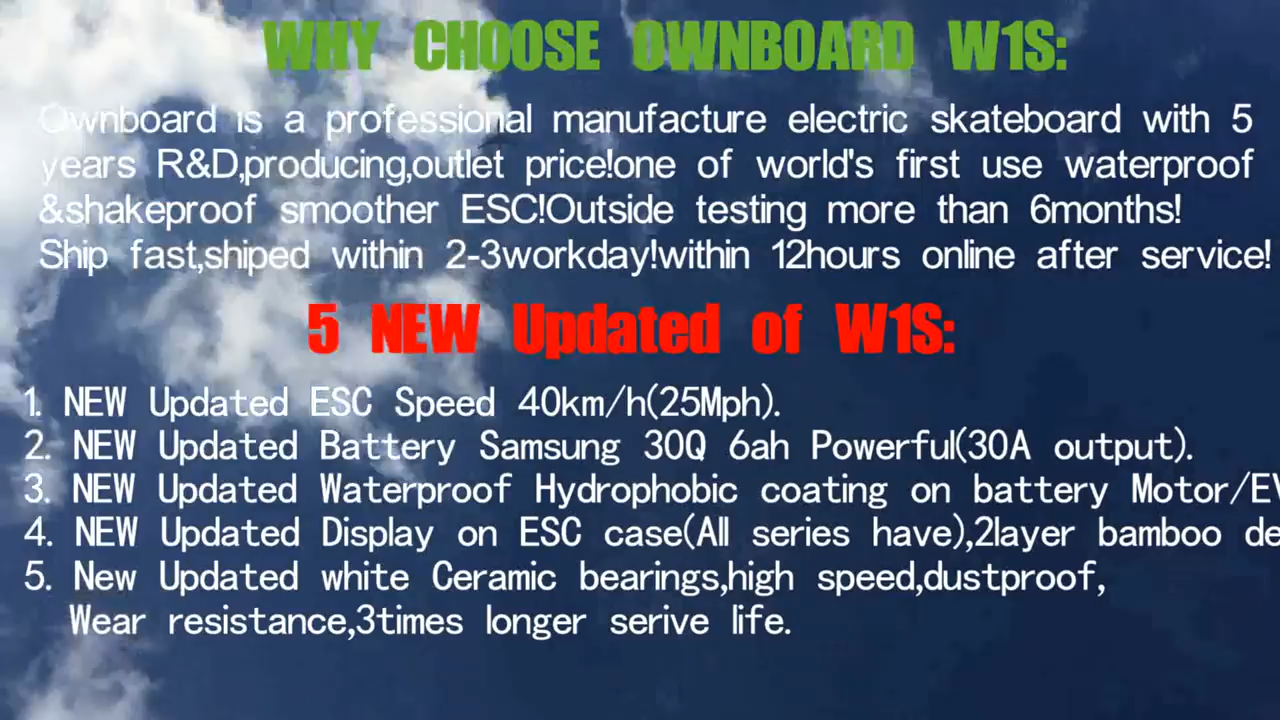 WHY CHOOSE OWNBOARD W1S:
Ownboard is a professional manufacture electric skateboard with 5
years R&D,producing,outlet price!one of world's first use waterproof
&shakeproof smoother ESC!Outside testing more than 6months!
Ship fast,shiped within 2-3workday!within 12hours online after service!
5 NEW Updated of W1S:
1. NEW Updated ESC Speed 40km/h(25Mph).
2. NEW Updated Battery Samsung 30Q 6ah Powerful(30A output).
3. NEW Updated Waterproof Hydrophobic coating on battery Motor/EV
4. NEW Updated Display on ESC case(All series have),2layer bamboo de
5. New Updated white Ceramic bearings,high speed,dustproof,
Wear resistance,3times longer serive life.